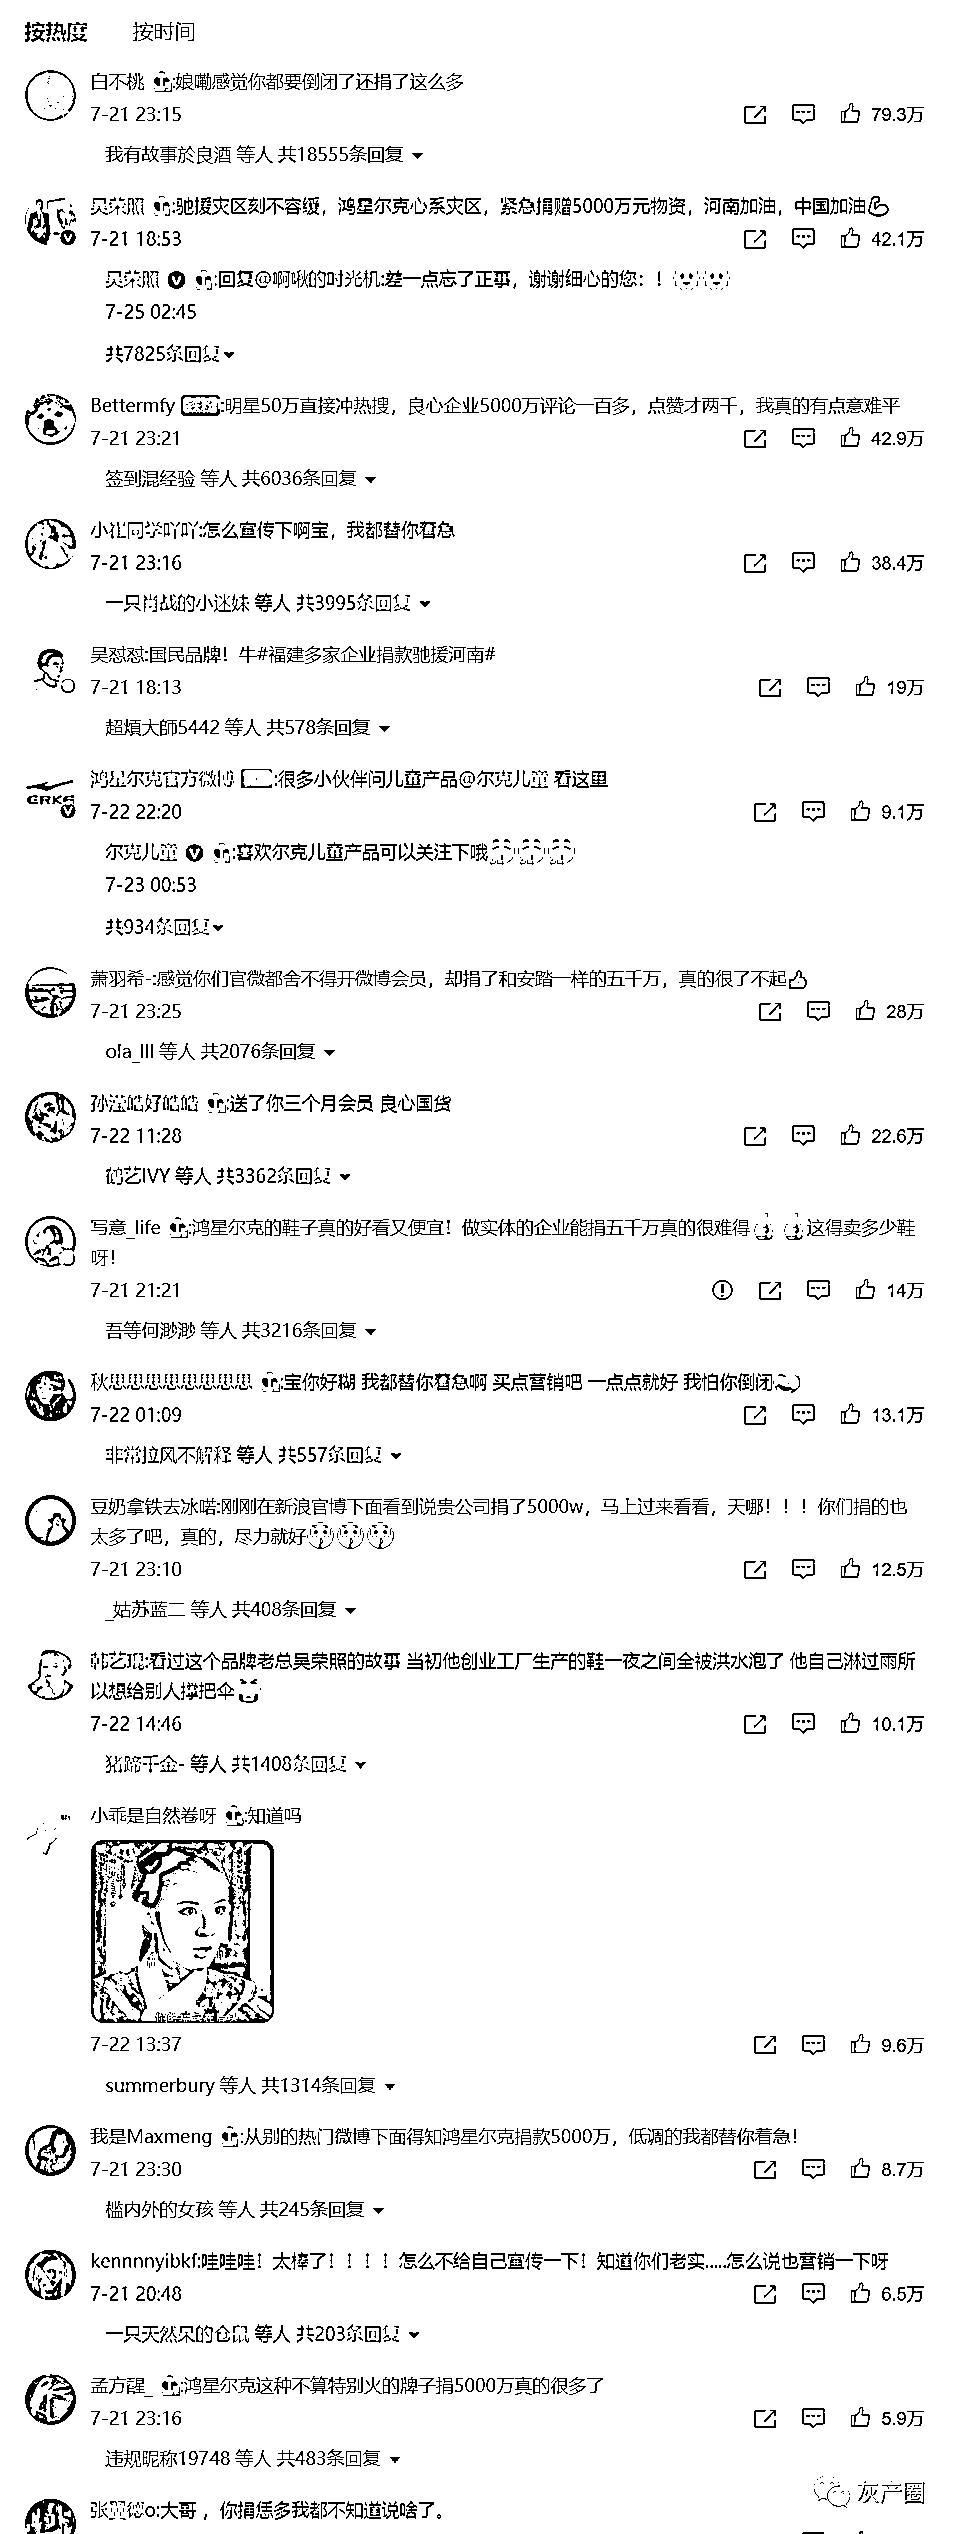 按热度 按时间
白不桃 :娘嘞感觉你都要倒闭了还捐了这么多
7-21 23:15 79.3万
我有故事於良酒 等人 共18555条回复
吴荣照 :驰援灾区刻不容缓，鸿星尔克心系灾区，紧急捐赠5000万元物资，河南加油，中国加油
7-21 18:53 42.1万
吴荣照 :回复@啊啾的时光机:差一点忘了正事，谢谢细心的您：！
7-25 02:45
共7825条回复
Bettermfy :明星50万直接冲热搜，良心企业5000万评论一百多，点赞才两千，我真的有点意难平
7-21 23:21 42.9万
签到混经验 等人 共6036条回复
小崔同学吖吖:怎么宣传下啊宝，我都替你着急
7-21 23:16 38.4万
一只肖战的小迷妹 等人 共3995条回复
吴怼怼:国民品牌！牛#福建多家企业捐款驰援河南#
7-21 18:13 19万
超煩大師5442 等人 共578条回复
ERKE
鸿星尔克官方微博 :很多小伙伴问儿童产品@尔克儿童 看这里
7-22 22:20 9.1万
尔克儿童 :喜欢尔克儿童产品可以关注下哦
7-23 00:53
共934条回复
萧羽希-:感觉你们官微都舍不得开微博会员，却捐了和安踏一样的五千万，真的很了不起
7-21 23:25 28万
ola_lll 等人 共2076条回复
孙滢皓好皓皓 :送了你三个月会员 良心国货
7-22 11:28 22.6万
鹤艺IVY 等人 共3362条回复
写意_life :鸿星尔克的鞋子真的好看又便宜！做实体的企业能捐五千万真的很难得 这得卖多少鞋
呀！
7-21 21:21 14万
吾等何渺渺 等人 共3216条回复
秋思思思思思思思思 :宝你好糊 我都替你着急啊 买点营销吧 一点点就好 我怕你倒闭
7-22 01:09 13.1万
非常拉风不解释 等人 共557条回复
豆奶拿铁去冰喏:刚刚在新浪官博下面看到说贵公司捐了5000w，马上过来看看，天哪！！！你们捐的也
太多了吧，真的，尽力就好
7-21 23:10 12.5万
_姑苏蓝二 等人 共408条回复
韩艺琨:看过这个品牌老总吴荣照的故事 当初他创业工厂生产的鞋一夜之间全被洪水泡了 他自己淋过雨所
以想给别人撑把伞
7-22 14:46 10.1万
猪蹄千金- 等人 共1408条回复
小乖是自然卷呀 :知道吗
7-22 13:37 9.6万
summerbury 等人 共1314条回复
我是Maxmeng :从别的热门微博下面得知鸿星尔克捐款5000万，低调的我都替你着急！
7-21 23:30 8.7万
槛内外的女孩 等人 共245条回复
kennnnyibkf:哇哇哇！太棒了！！！！怎么不给自己宣传一下！知道你们老实.....怎么说也营销一下呀
7-21 20:48 6.5万
一只天然呆的仓鼠 等人 共203条回复
孟方醒_ :鸿星尔克这种不算特别火的牌子捐5000万真的很多了
7-21 23:16 5.9万
违规昵称19748 等人 共483条回复
张翼德o:大哥，你捐恁多我都不知道说啥了。
灰产圈